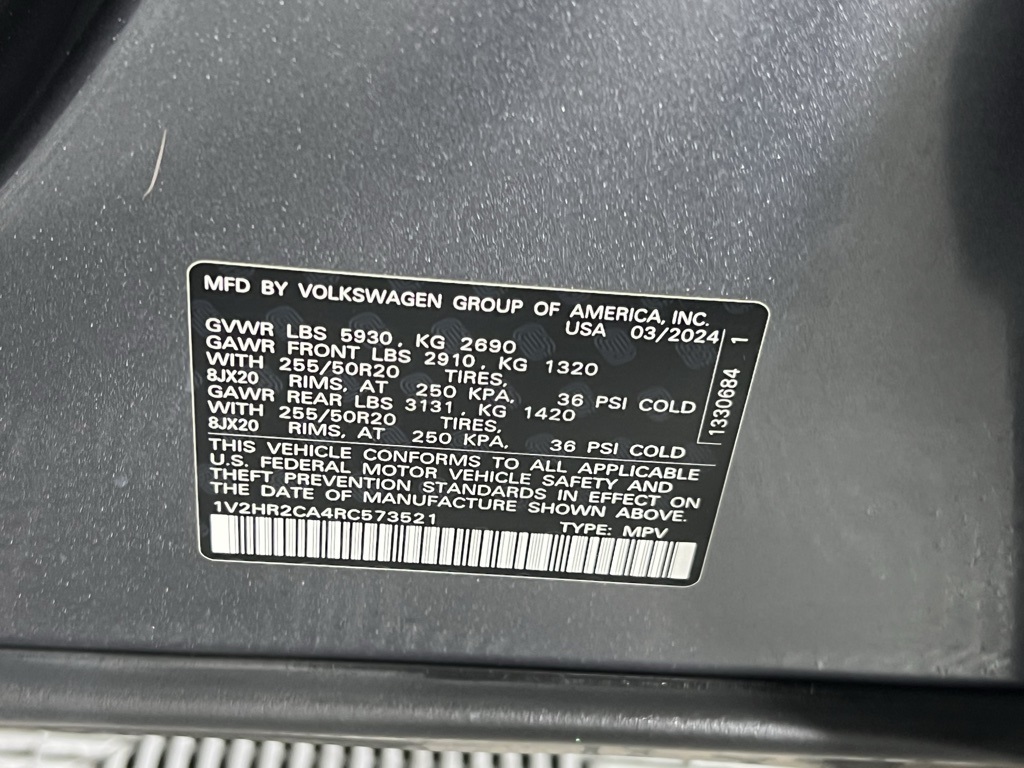 MFD BY VOLKSWAGEN GROUP OF AMERICA, INC.
USA 03/2024
GVWR LBS 5930, KG 2690
GAWR FRONT LBS 2910, KG 1320
WITH 255/50R20 TIRES,
8JX20 RIMS, AT 250 KPA, 36 PSI COLD
GAWR REAR LBS 3131, KG 1420
WITH 255/50R20 TIRES,
8JX20 RIMS, AT 250 KPA, 36 PSI COLD
1330684 1
THIS VEHICLE CONFORMS TO ALL APPLICABLE
U.S. FEDERAL MOTOR VEHICLE SAFETY AND
THEFT PREVENTION STANDARDS IN EFFECT ON
THE DATE OF MANUFACTURE SHOWN ABOVE.
1V2HR2CA4RC573521 TYPE: MPV